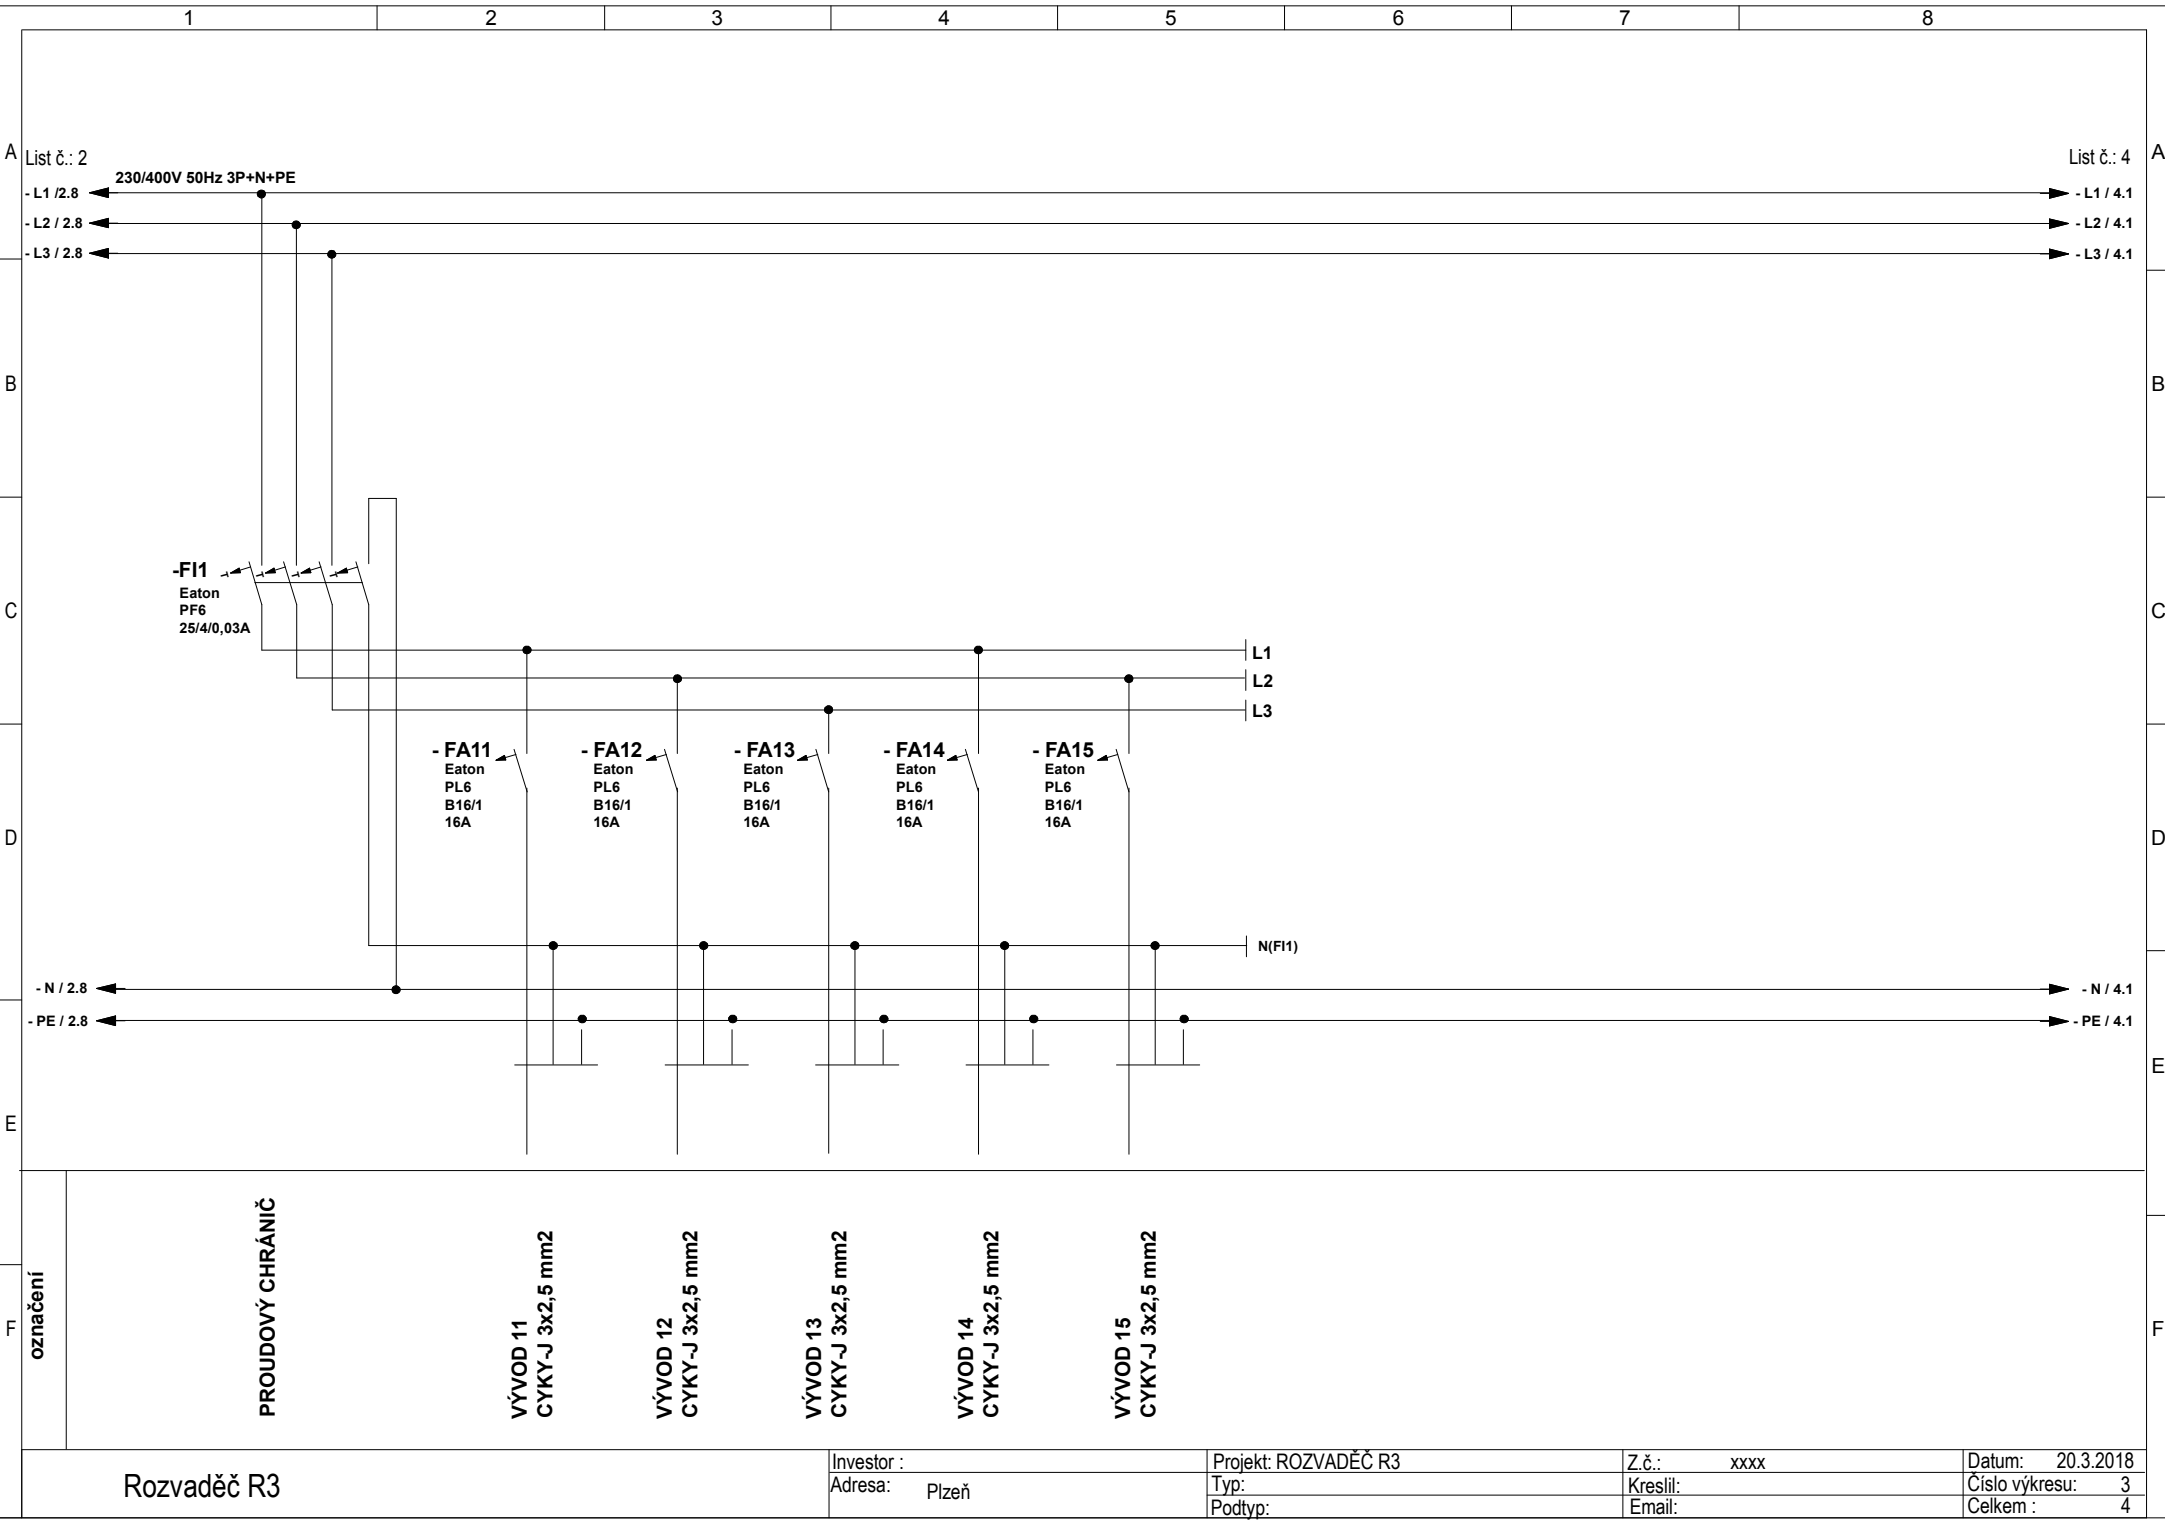 1 2 3 4 5 6 7 8
A A
List č.: 2
List č.: 4
230/400V 50Hz 3P+N+PE
- L1 /2.8
- L1 / 4.1
- L2 / 2.8
- L2 / 4.1
- L3 / 2.8
- L3 / 4.1
B B
-FI1
Eaton
PF6
25/4/0,03A
C C
L1
L2
L3
- FA11
Eaton
PL6
B16/1
16A
- FA12
Eaton
PL6
B16/1
16A
- FA13
Eaton
PL6
B16/1
16A
- FA14
Eaton
PL6
B16/1
16A
- FA15
Eaton
PL6
B16/1
16A
D D
N(FI1)
- N / 2.8
- N / 4.1
- PE / 2.8
- PE / 4.1
E
E
označení
PROUDOVÝ CHRÁNIČ
VÝVOD 11
CYKY-J 3x2,5 mm2
VÝVOD 12
CYKY-J 3x2,5 mm2
VÝVOD 13
CYKY-J 3x2,5 mm2
VÝVOD 14
CYKY-J 3x2,5 mm2
VÝVOD 15
CYKY-J 3x2,5 mm2
F F
Rozvaděč R3
Investor :
Adresa: Plzeň
Projekt: ROZVADĚČ R3
Typ:
Podtyp:
Z.č.: xxxx
Kreslil:
Email:
Datum: 20.3.2018
Číslo výkresu: 3
Celkem : 4